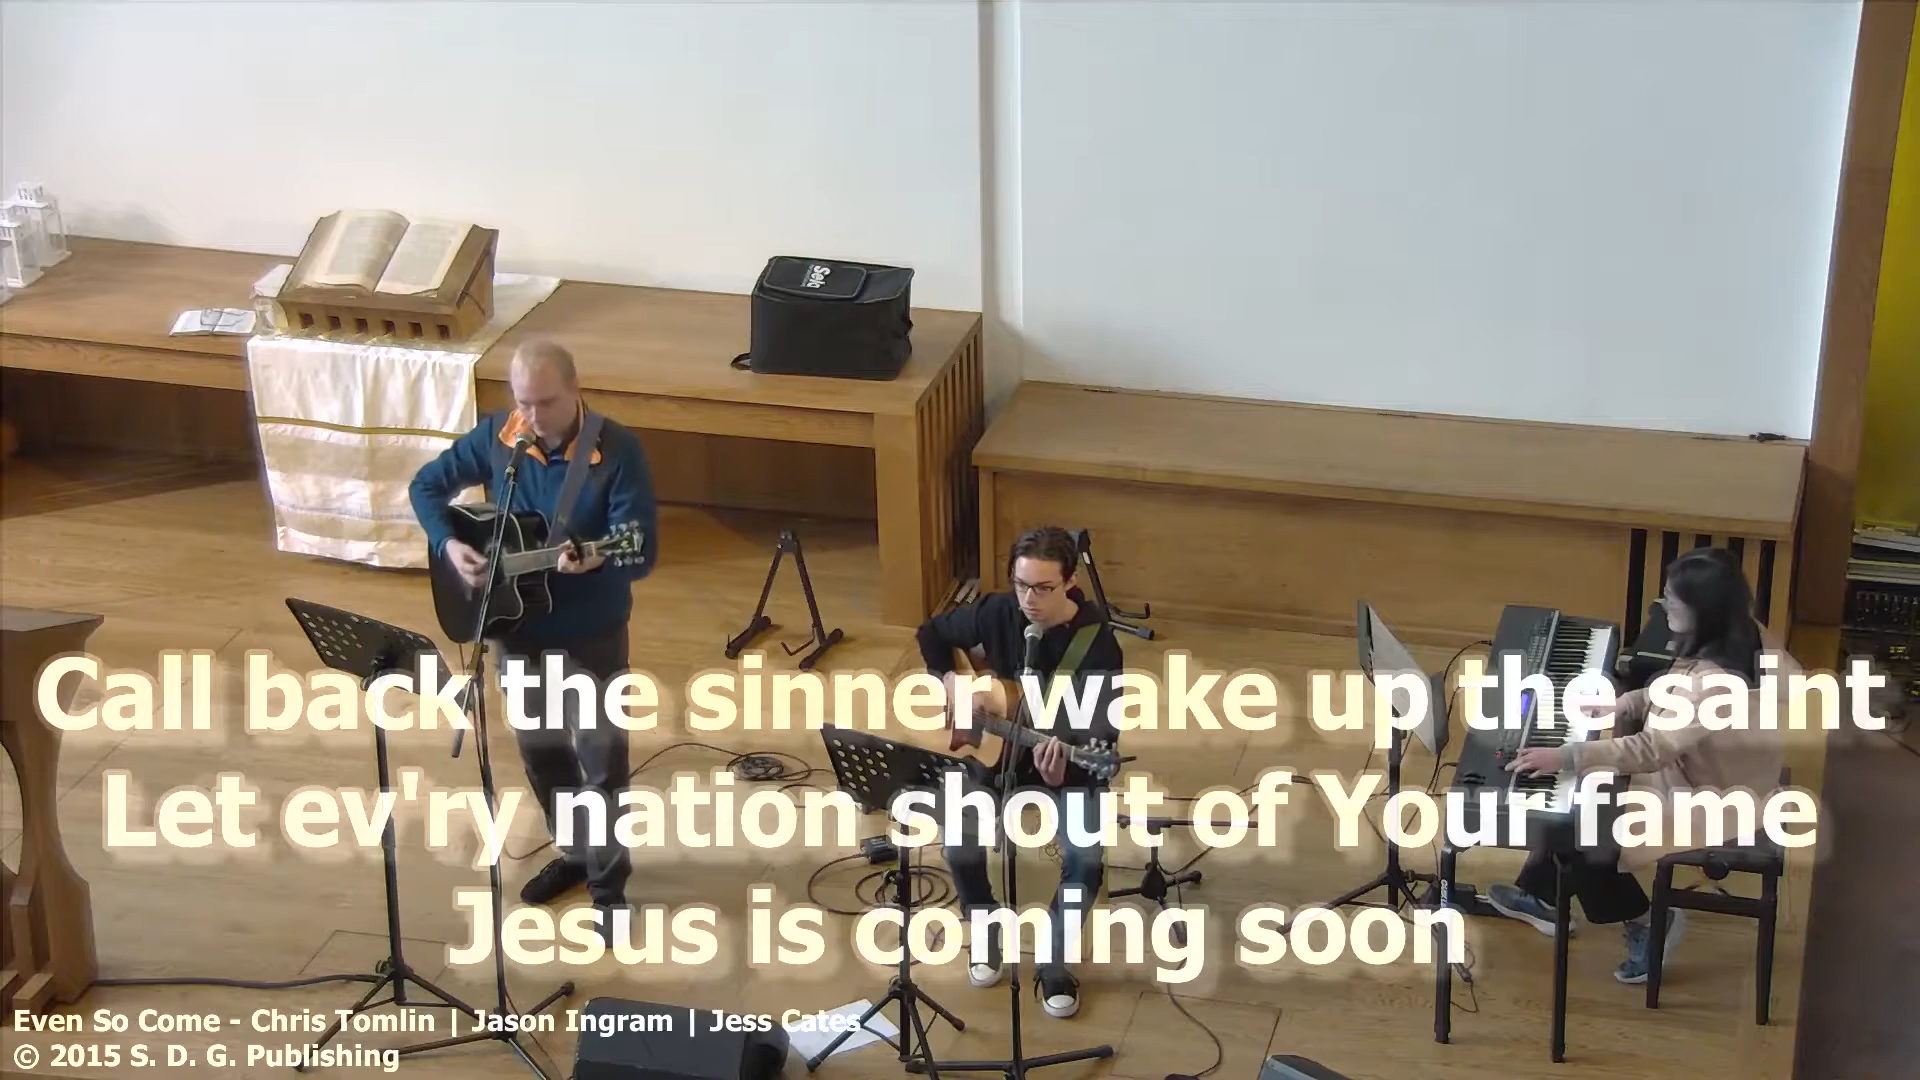 Sela
Call back the sinner wake up the saint
Let ev'ry nation shout of Your fame
Jesus is coming soon
Even So Come - Chris Tomlin | Jason Ingram | Jess Cates
© 2015 S. D. G. Publishing